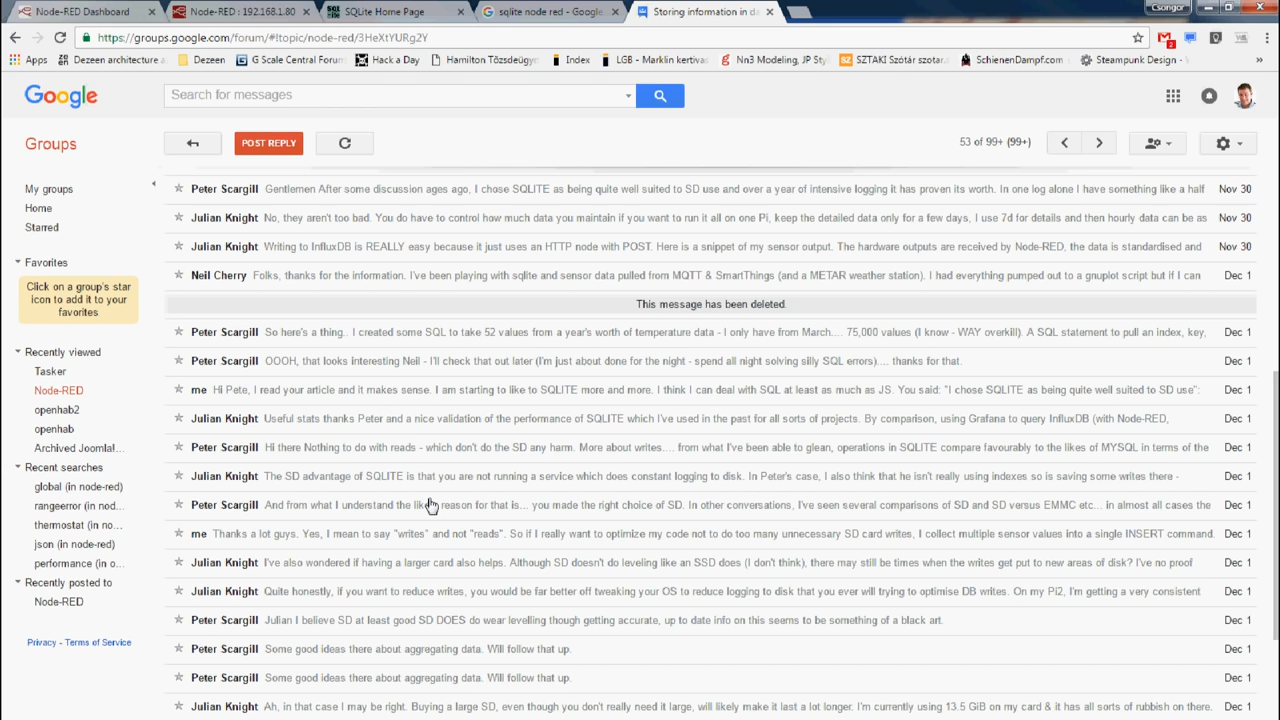 Node-RED Dashboard
Node-RED : 192.168.1.80
SQLite Home Page
sqlite node red - Google
Storing information in da
Csongor
https://groups.google.com/forum/#!topic/node-red/3HeXtYURg2Y
Apps
Dezeen architecture a
Dezeen
G Scale Central Forum
Hack a Day
Hamilton Tőzsdeügy
Index
LGB - Marklin kertivas
Nn3 Modeling, JP Sty
SZTAKI Szótár szotar.s
SchienenDampf.com
Steampunk Design - V
Google
Search for messages
Groups
POST REPLY
53 of 99+ (99+)
My groups
Home
Starred
Favorites
Click on a group's star
icon to add it to your
favorites
Recently viewed
Tasker
Node-RED
openhab2
openhab
Archived Joomla!...
Recent searches
global (in node-red)
rangeerror (in nod...
thermostat (in no...
json (in node-red)
performance (in o...
Recently posted to
Node-RED
Privacy - Terms of Service
Peter Scargill Gentlemen After some discussion ages ago, I chose SQLITE as being quite well suited to SD use and over a year of intensive logging it has proven its worth. In one log alone I have something like a half Nov 30
Julian Knight No, they aren't too bad. You do have to control how much data you maintain if you want to run it all on one Pi, keep the detailed data only for a few days, I use 7d for details and then hourly data can be as Nov 30
Julian Knight Writing to InfluxDB is REALLY easy because it just uses an HTTP node with POST. Here is a snippet of my sensor output. The hardware outputs are received by Node-RED, the data is standardised and Nov 30
Neil Cherry Folks, thanks for the information. I've been playing with sqlite and sensor data pulled from MQTT & SmartThings (and a METAR weather station). I had everything pumped out to a gnuplot script but if I can Dec 1
This message has been deleted.
Peter Scargill So here's a thing.. I created some SQL to take 52 values from a year's worth of temperature data - I only have from March.... 75,000 values (I know - WAY overkill). A SQL statement to pull an index, key, Dec 1
Peter Scargill OOOH, that looks interesting Neil - I'll check that out later (I'm just about done for the night - spend all night solving silly SQL errors).... thanks for that. Dec 1
me Hi Pete, I read your article and it makes sense. I am starting to like SQLITE more and more. I think I can deal with SQL at least as much as JS. You said: "I chose SQLITE as being quite well suited to SD use": Dec 1
Julian Knight Useful stats thanks Peter and a nice validation of the performance of SQLITE which I've used in the past for all sorts of projects. By comparison, using Grafana to query InfluxDB (with Node-RED, Dec 1
Peter Scargill Hi there Nothing to do with reads - which don't do the SD any harm. More about writes.... from what I've been able to glean, operations in SQLITE compare favourably to the likes of MYSQL in terms of the Dec 1
Julian Knight The SD advantage of SQLITE is that you are not running a service which does constant logging to disk. In Peter's case, I also think that he isn't really using indexes so is saving some writes there - Dec 1
Peter Scargill And from what I understand the like reason for that is... you made the right choice of SD. In other conversations, I've seen several comparisons of SD and SD versus EMMC etc... in almost all cases the Dec 1
me Thanks a lot guys. Yes, I mean to say "writes" and not "reads". So if I really want to optimize my code not to do too many unnecessary SD card writes, I collect multiple sensor values into a single INSERT command. Dec 1
Julian Knight I've also wondered if having a larger card also helps. Although SD doesn't do leveling like an SSD does (I don't think), there may still be times when the writes get put to new areas of disk? I've no proof Dec 1
Julian Knight Quite honestly, if you want to reduce writes, you would be far better off tweaking your OS to reduce logging to disk that you ever will trying to optimise DB writes. On my Pi2, I'm getting a very consistent Dec 1
Peter Scargill Julian I believe SD at least good SD DOES do wear levelling though getting accurate, up to date info on this seems to be something of a black art. Dec 1
Peter Scargill Some good ideas there about aggregating data. Will follow that up. Dec 1
Peter Scargill Some good ideas there about aggregating data. Will follow that up. Dec 1
Julian Knight Ah, in that case I may be right. Buying a large SD, even though you don't really need it large, will likely make it last a lot longer. I'm currently using 13.5 GiB on my card & it has all sorts of rubbish on there. Dec 1